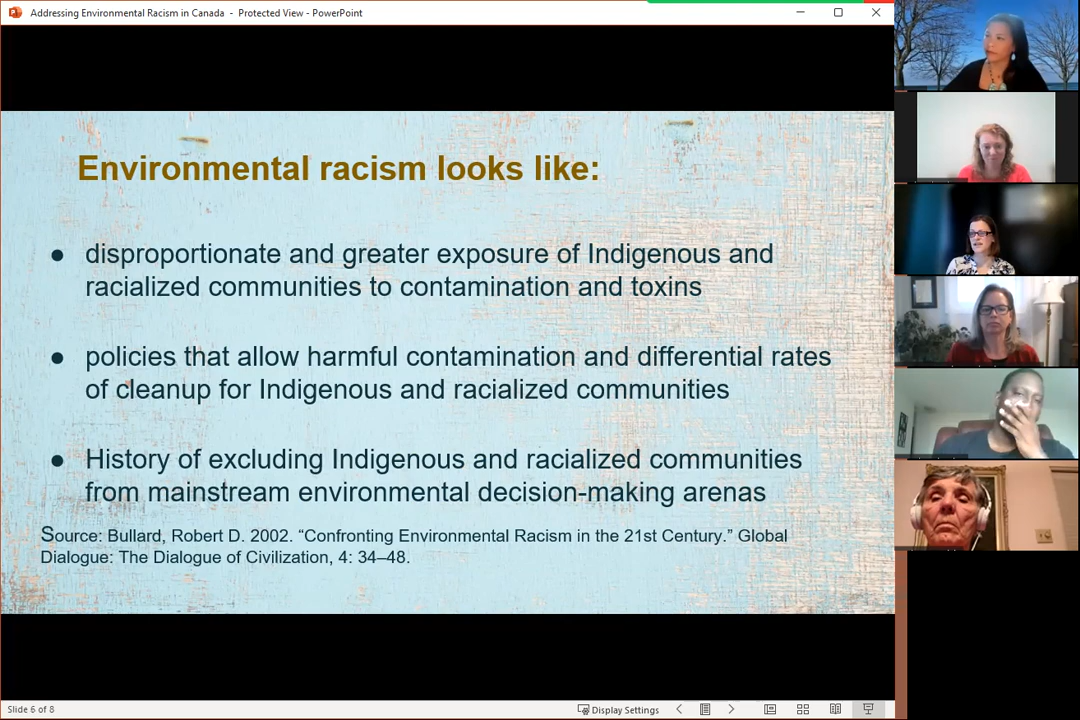 Addressing Environmental Racism in Canada - Protected View - PowerPoint
Environmental racism looks like:
● disproportionate and greater exposure of Indigenous and
racialized communities to contamination and toxins
● policies that allow harmful contamination and differential rates
of cleanup for Indigenous and racialized communities
● History of excluding Indigenous and racialized communities
from mainstream environmental decision-making arenas
Source: Bullard, Robert D. 2002. “Confronting Environmental Racism in the 21st Century.” Global
Dialogue: The Dialogue of Civilization, 4: 34–48.
Slide 6 of 8
Display Settings